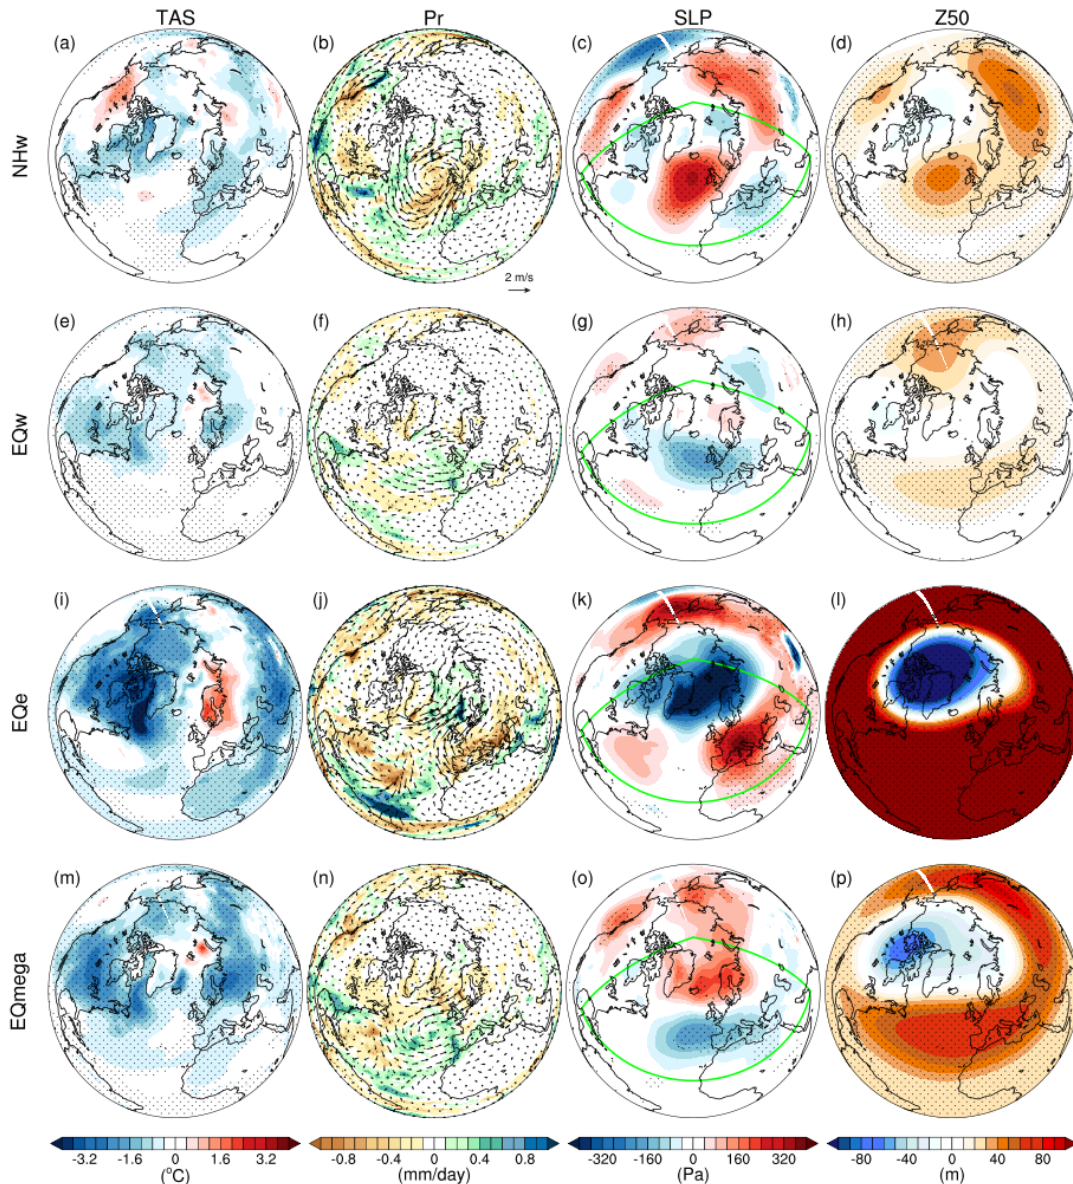 TAS Pr SLP Z50
NHw
(a) (b) (c) (d)
2 m/s
EQw
(e) (f) (g) (h)
EQe
(i) (j) (k) (l)
EQmega
(m) (n) (o) (p)
-3.2 -1.6 0 1.6 3.2 -0.8 -0.4 0 0.4 0.8 -320 -160 0 160 320 -80 -40 0 40 80
(°C) (mm/day) (Pa) (m)